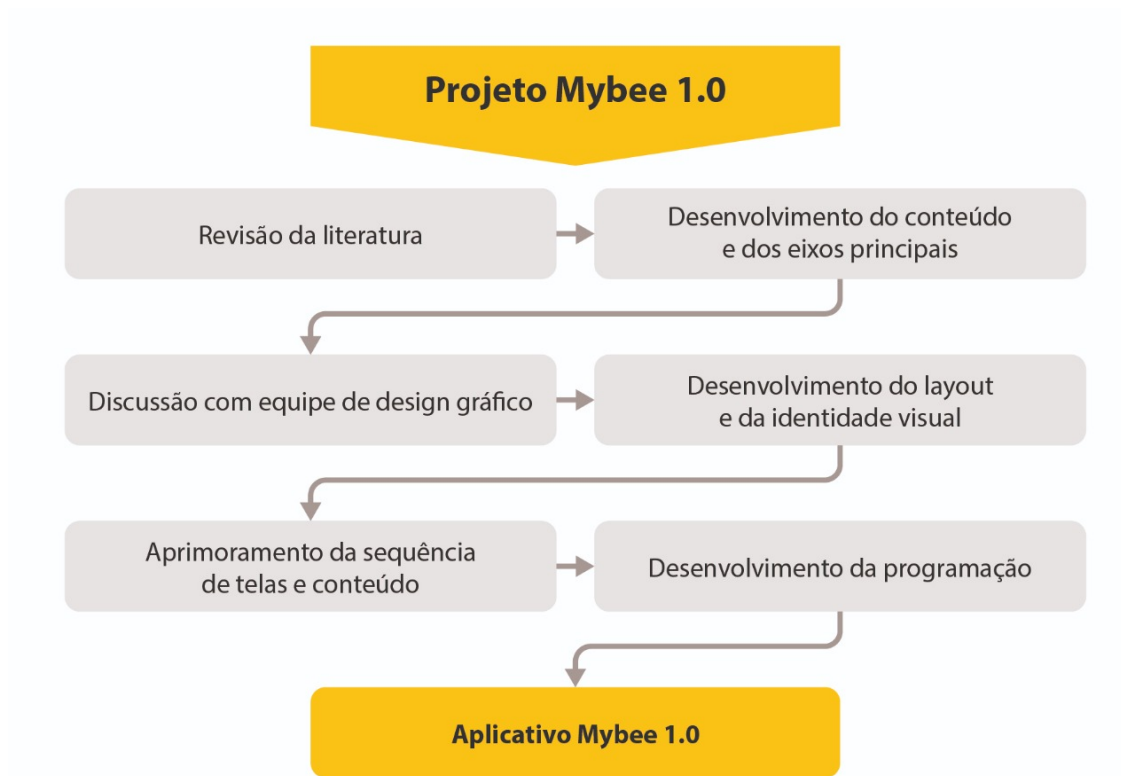 Projeto Mybee 1.0
Revisão da literatura
Desenvolvimento do conteúdo
e dos eixos principais
Discussão com equipe de design gráfico
Desenvolvimento do layout
e da identidade visual
Aprimoramento da sequência
de telas e conteúdo
Desenvolvimento da programação
Aplicativo Mybee 1.0